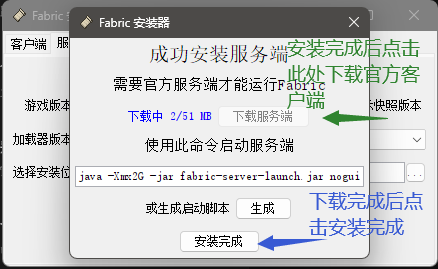 Fabric 安
Fabric 安装器
客户端
服
成功安装服务端
安装完成后点击
此处下载官方客
户端
需要官方服务端才能运行Fabric
游戏版本
示快照版本
下载中 2/51 MB
下载服务端
加载器版本
使用此命令启动服务端
选择安装位
java -Xmx2G -jar fabric-server-launch.jar nogui
...
下载完成后点
击安装完成
或生成启动脚本
生成
安装完成